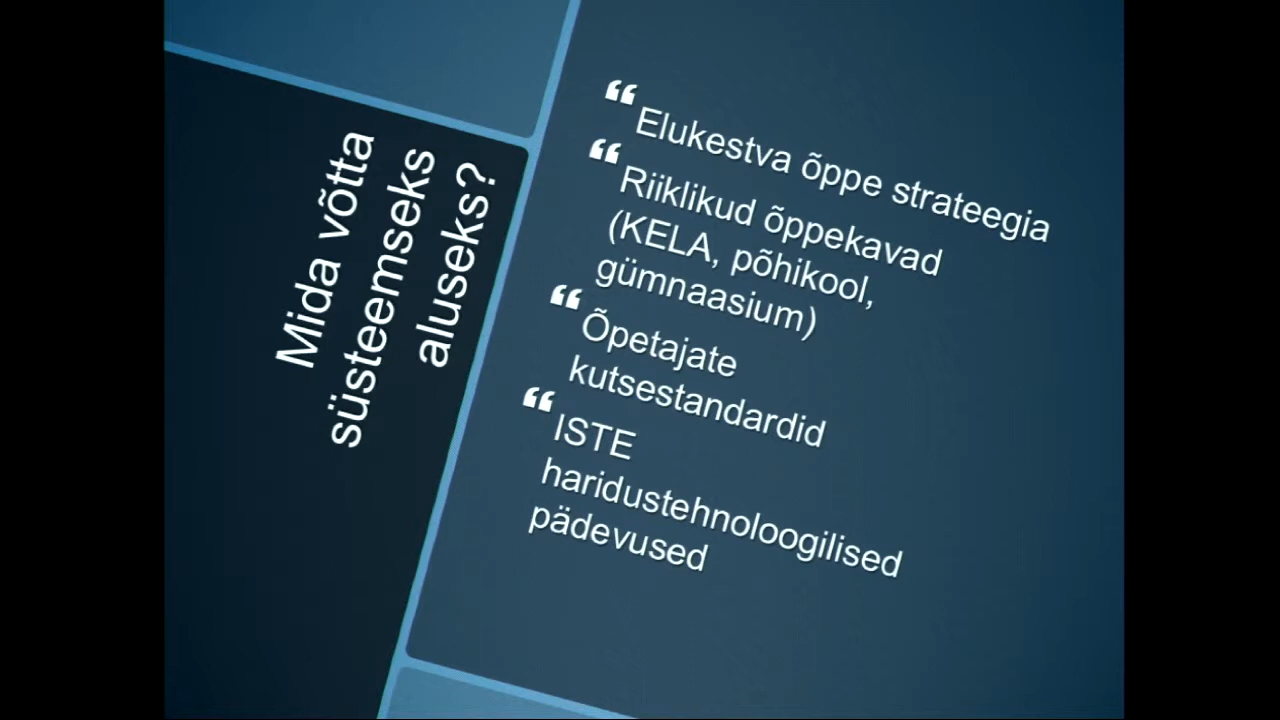 Mida võtta
süsteemseks
aluseks?
❝ Elukestva õppe strateegia
❝ Riiklikud õppekavad
(KELA, põhikool,
gümnaasium)
❝ Õpetajate
kutsestandardid
❝ ISTE
haridustehnoloogilised
pädevused